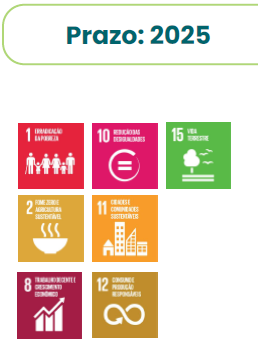 Prazo: 2025
1 ERRADICAÇÃO
DA POBREZA
10 REDUÇÃO DAS
DESIGUALDADES
15 VIDA
TERRESTRE
2 FOME ZERO E
AGRICULTURA
SUSTENTÁVEL
11 CIDADES E
COMUNIDADES
SUSTENTÁVEIS
8 TRABALHO DECENTE E
CRESCIMENTO
ECONÔMICO
12 CONSUMO E
PRODUÇÃO
RESPONSÁVEIS